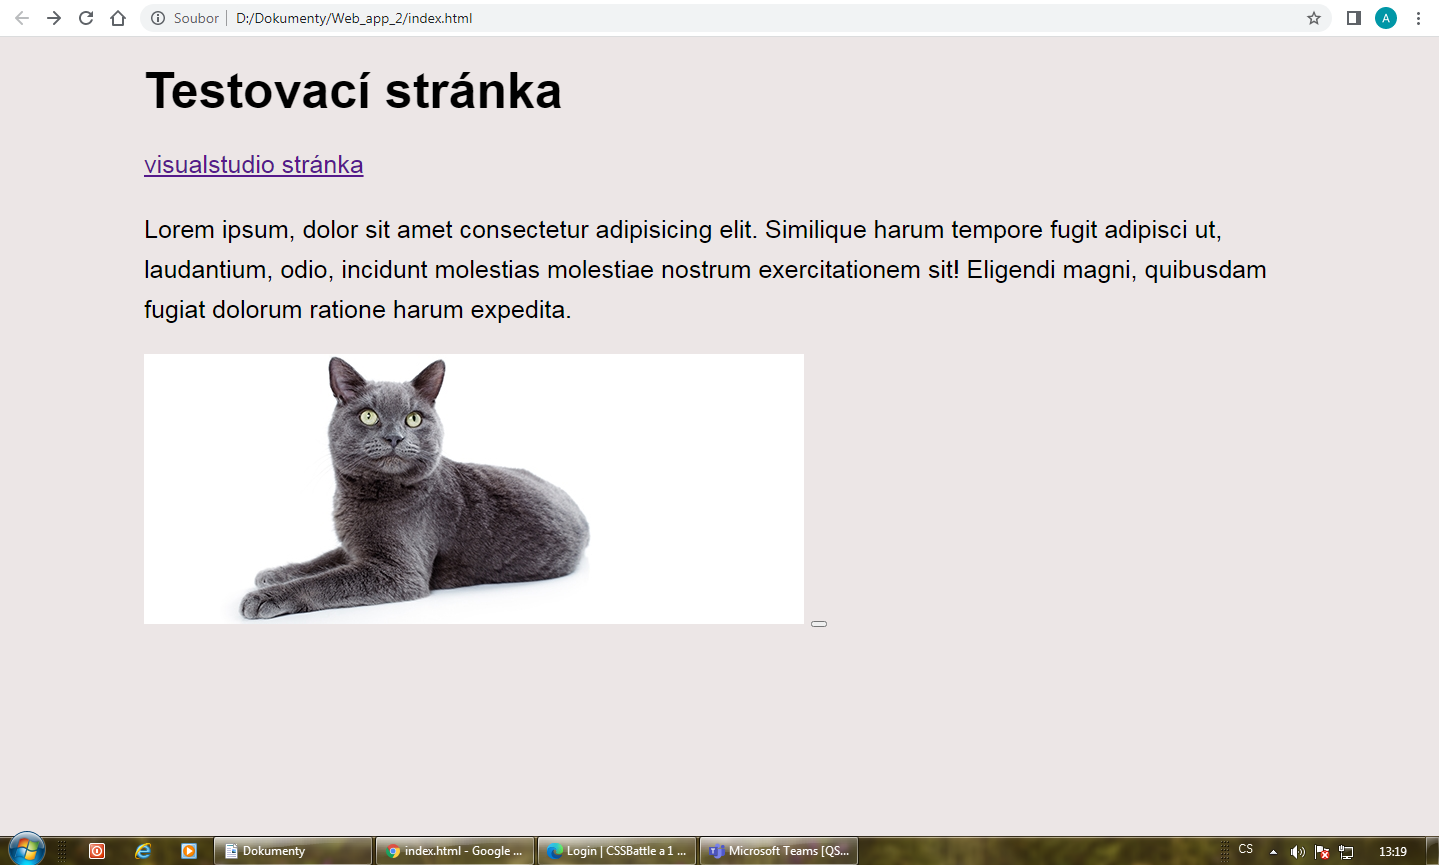 Soubor
D:/Dokumenty/Web_app_2/index.html
A
Testovací stránka
visualstudio stránka
Lorem ipsum, dolor sit amet consectetur adipisicing elit. Similique harum tempore fugit adipisci ut,
laudantium, odio, incidunt molestias molestiae nostrum exercitationem sit! Eligendi magni, quibusdam
fugiat dolorum ratione harum expedita.
Dokumenty
index.html - Google ...
Login | CSSBattle a 1 ...
Microsoft Teams [QS...
CS
13:19